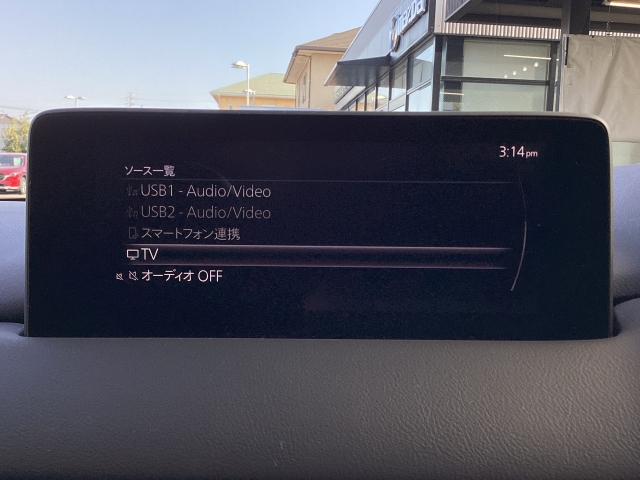 mazda
3:14pm
ソース一覧
USB1 - Audio/Video
USB2 - Audio/Video
スマートフォン連携
TV
オーディオ OFF